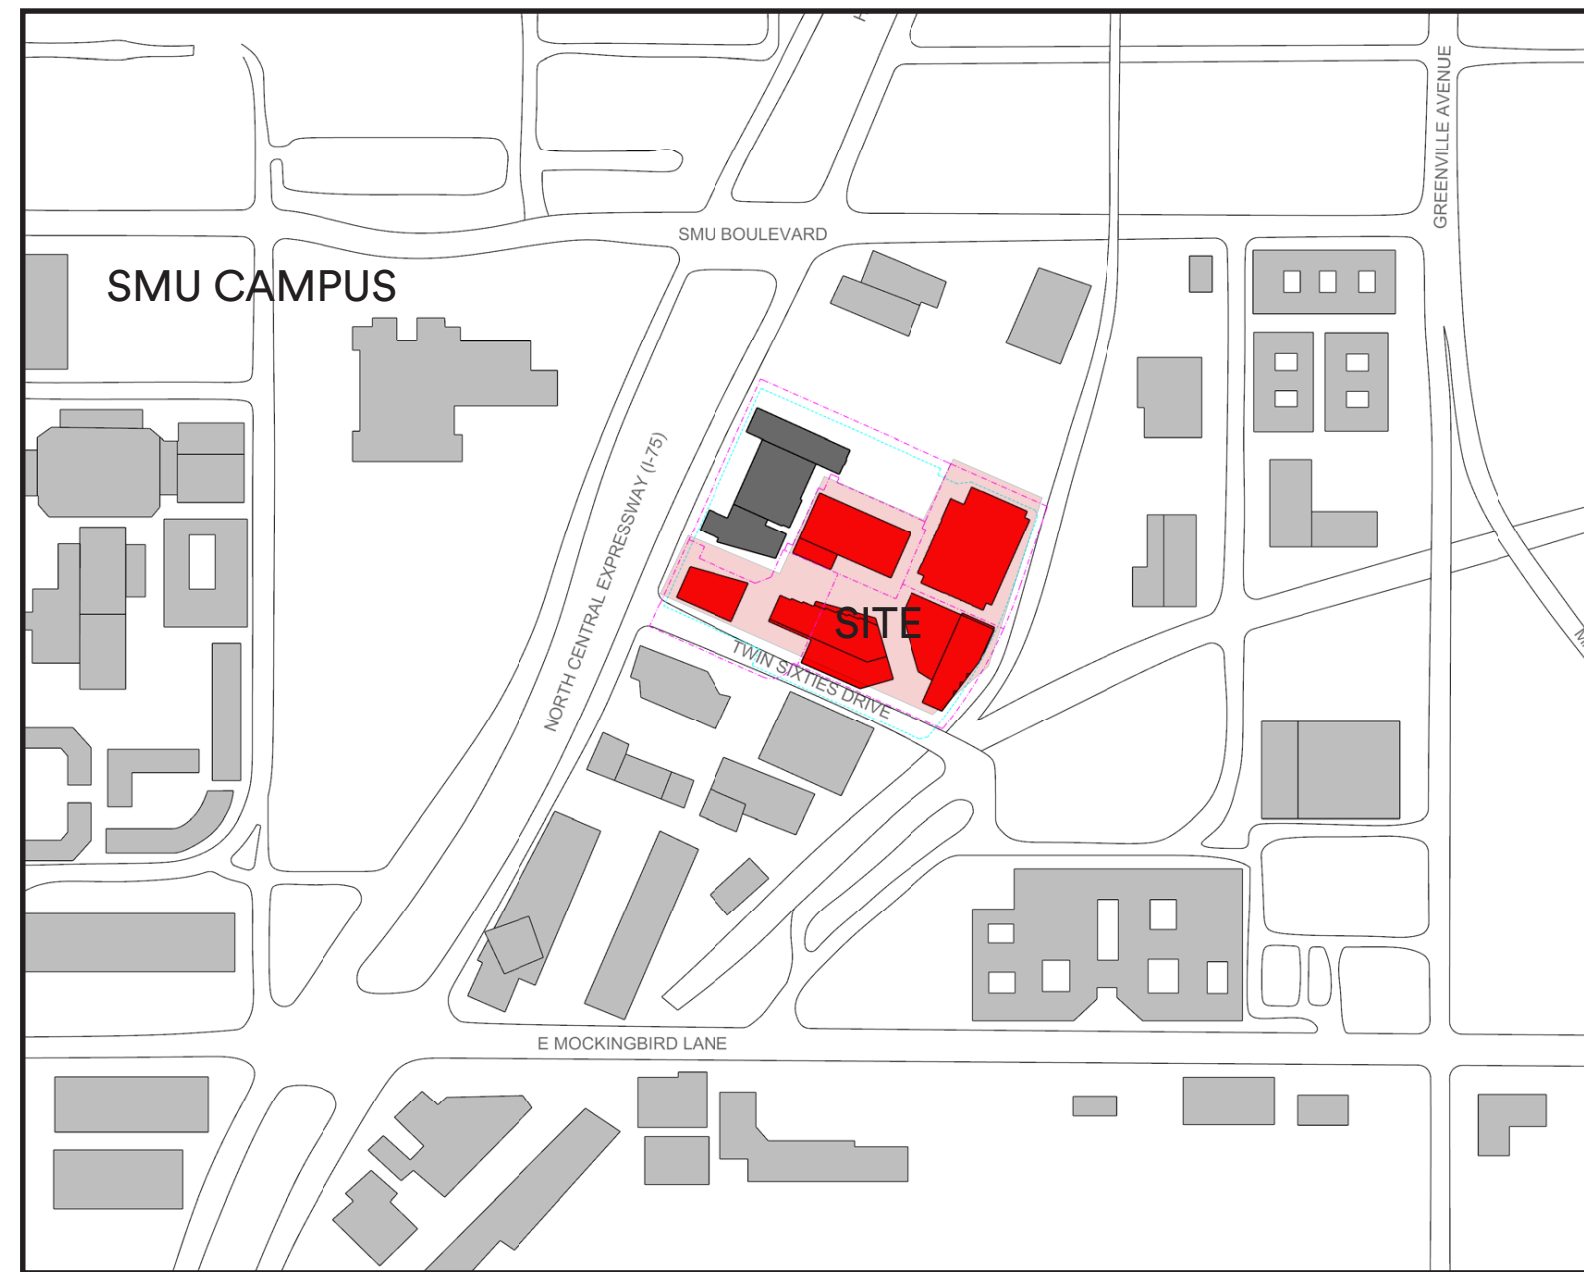 GREENVILLE AVENUE
SMU BOULEVARD
SMU CAMPUS
NORTH CENTRAL EXPRESSWAY (I-75)
SITE
TWIN SIXTIES DRIVE
E MOCKINGBIRD LANE